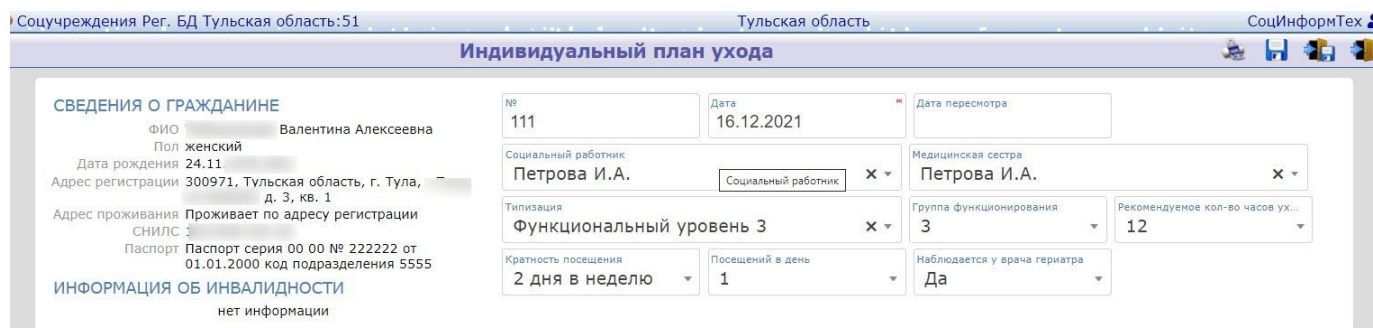 Соцучреждения Рег. БД Тульская область:51
Тульская область
СоцИнформТех
Индивидуальный план ухода
СВЕДЕНИЯ О ГРАЖДАНИНЕ
ФИО Валентина Алексеевна
Пол женский
Дата рождения 24.11.
Адрес регистрации 300971, Тульская область, г. Тула,
д. 3, кв. 1
Адрес проживания Проживает по адресу регистрации
СНИЛС
Паспорт Паспорт серия 00 00 № 222222 от
01.01.2000 код подразделения 5555
ИНФОРМАЦИЯ ОБ ИНВАЛИДНОСТИ
нет информации
№
111
Дата
16.12.2021
Дата пересмотра
Социальный работник
Петрова И.А.
Социальный работник
Медицинская сестра
Петрова И.А.
Типизация
Функциональный уровень 3
Группа функционирования
3
Рекомендуемое кол-во часов ух...
12
Кратность посещения
2 дня в неделю
Посещений в день
1
Наблюдается у врача гериатра
Да